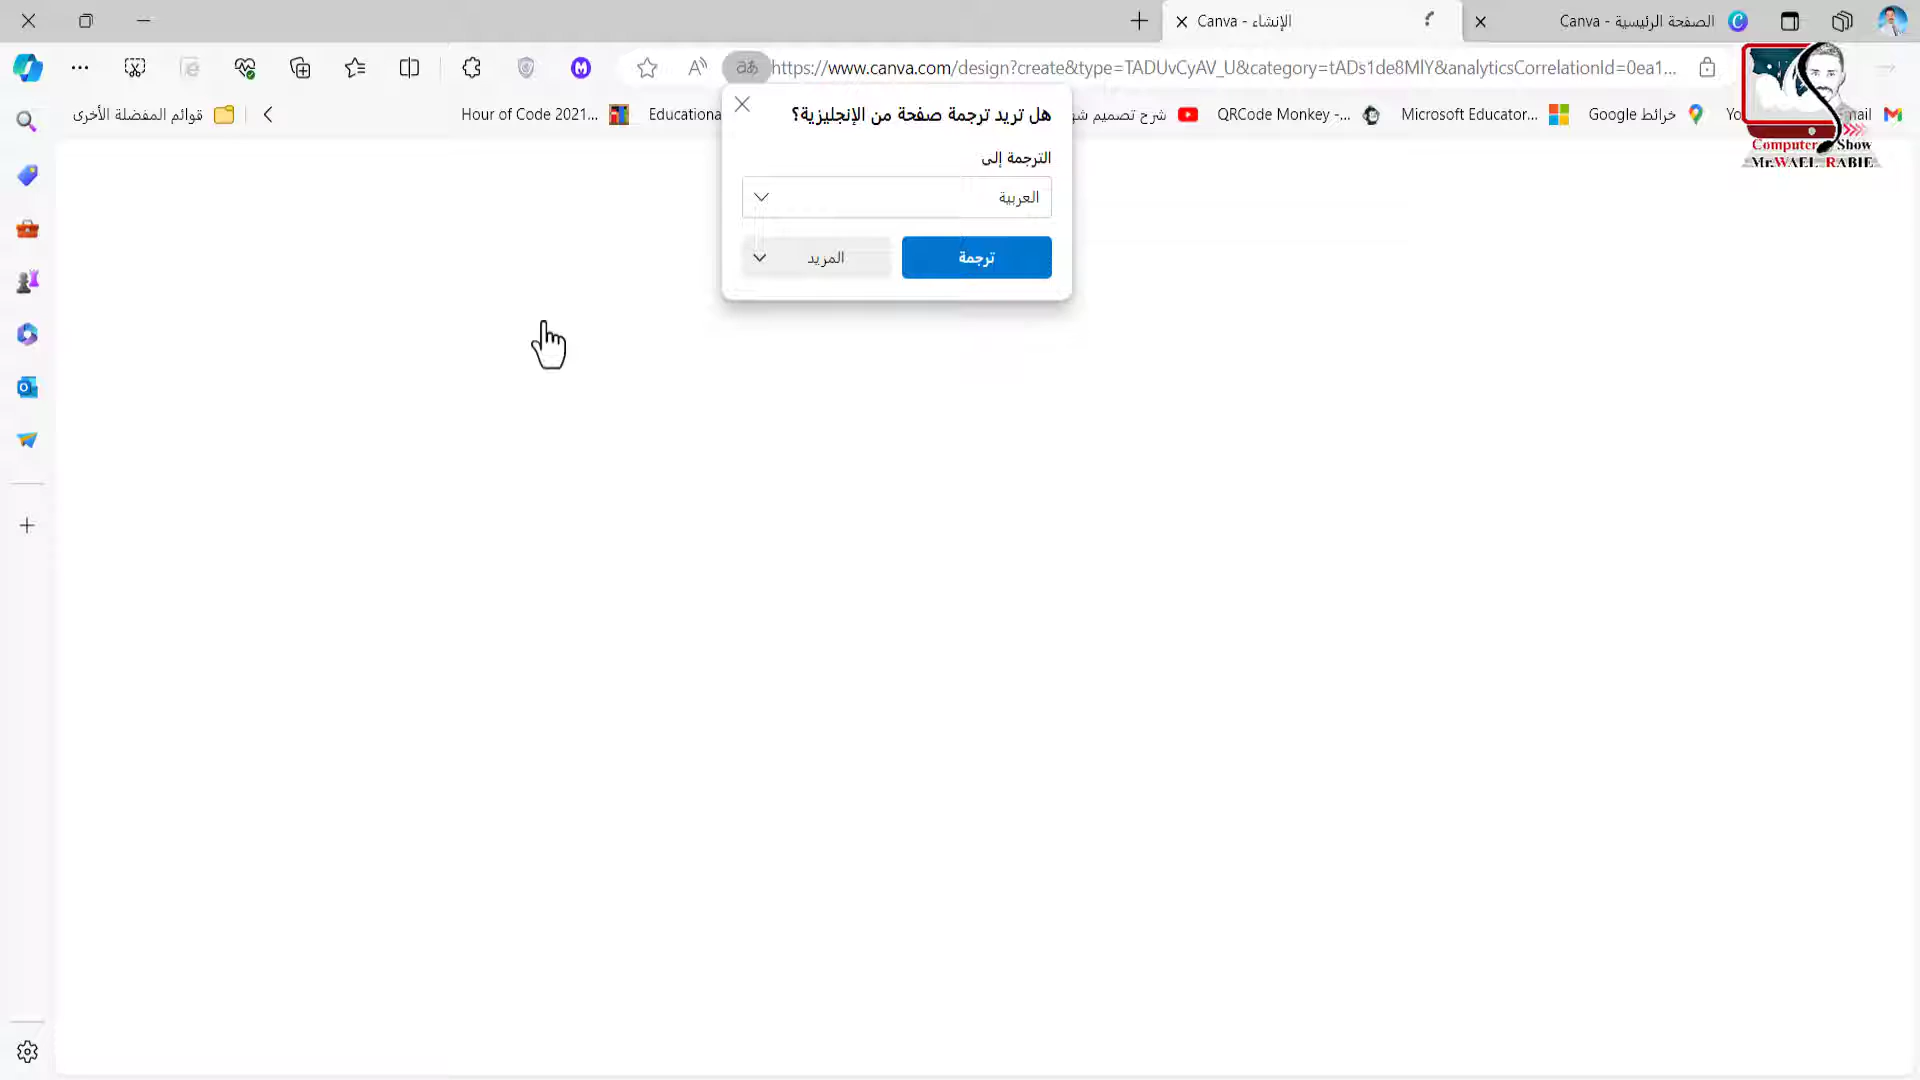 الصفحة الرئيسية - Canva
الإنشاء - Canva
https://www.canva.com/design?create&type=TADUvCyAV_U&category=tADs1de8MlY&analyticsCorrelationId=0ea1...
خرائط Google
Microsoft Educator...
QRCode Monkey -...
شرح تصميم
Hour of Code 2021...
قوائم المفضلة الأخرى
هل تريد ترجمة صفحة من الإنجليزية؟
الترجمة إلى
العربية
ترجمة
المزيد
Computer Show
Mr.WAEL RABIE